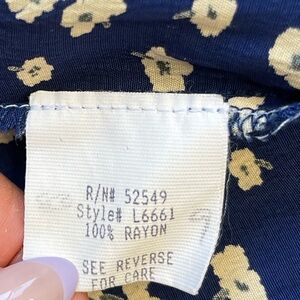 R/N# 52549
Style# L6661
100% RAYON
SEE REVERSE
FOR CARE